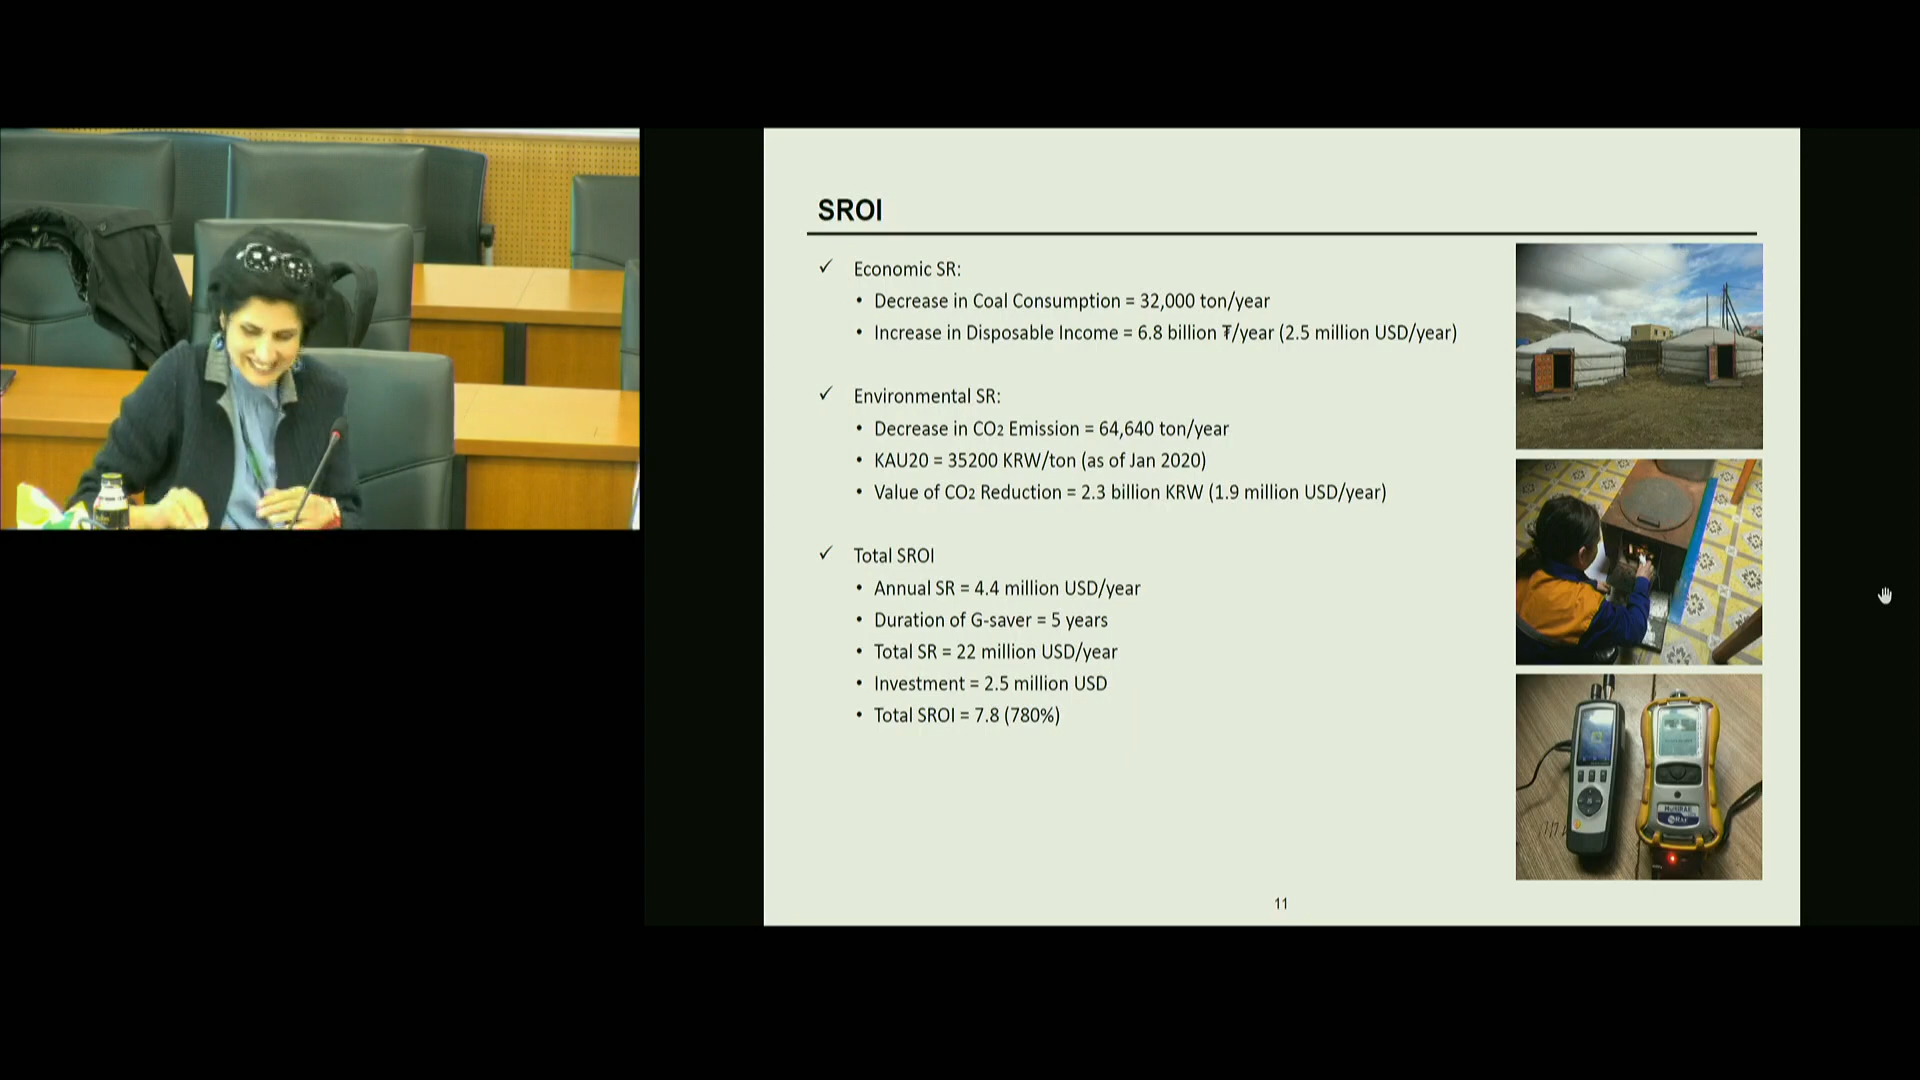 SROI
✓ Economic SR:
• Decrease in Coal Consumption = 32,000 ton/year
• Increase in Disposable Income = 6.8 billion ₮/year (2.5 million USD/year)
✓ Environmental SR:
• Decrease in CO2 Emission = 64,640 ton/year
• KAU20 = 35200 KRW/ton (as of Jan 2020)
• Value of CO2 Reduction = 2.3 billion KRW (1.9 million USD/year)
✓ Total SROI
• Annual SR = 4.4 million USD/year
• Duration of G-saver = 5 years
• Total SR = 22 million USD/year
• Investment = 2.5 million USD
• Total SROI = 7.8 (780%)
MultiRAE
11